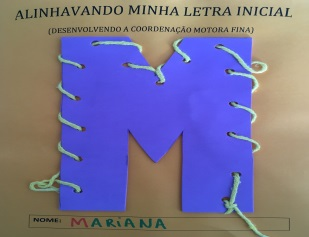 ALINHAVANDO MINHA LETRA INICIAL
(DESENVOLVENDO A COORDENAÇÃO MOTORA FINA)
M
NOME: MARiANA